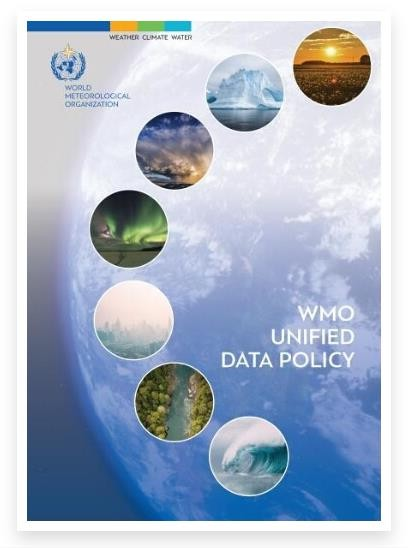 WEATHER CLIMATE WATER
WORLD
METEOROLOGICAL
ORGANIZATION
WMO
UNIFIED
DATA POLICY